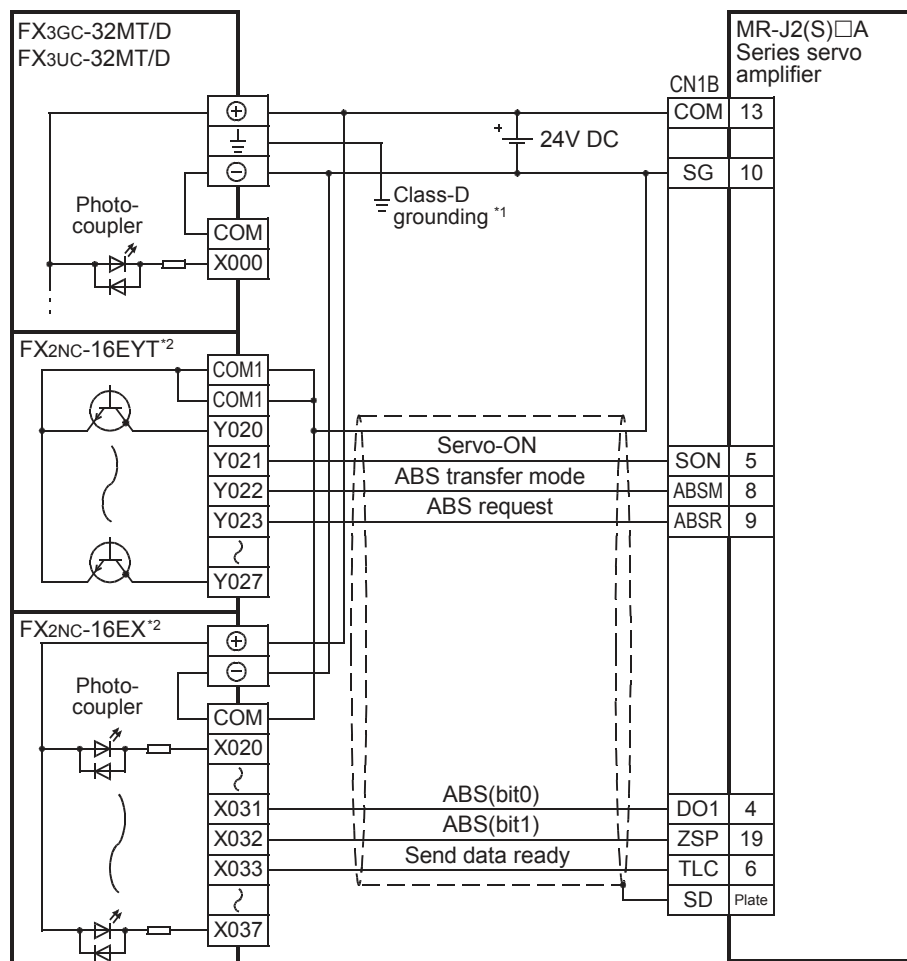 FX3GC-32MT/D
FX3UC-32MT/D
MR-J2(S)□A
Series servo
amplifier
CN1B
⊕
COM 13
+
24V DC
⊖
SG 10
Class-D
grounding *1
Photo-
coupler
COM
X000
FX2NC-16EYT*2
COM1
COM1
Y020
Y021
Servo-ON
SON 5
Y022
ABS transfer mode
ABSM 8
Y023
ABS request
ABSR 9
Y027
FX2NC-16EX*2
⊕
⊖
Photo-
coupler
COM
X020
X031
ABS(bit0)
DO1 4
X032
ABS(bit1)
ZSP 19
X033
Send data ready
TLC 6
SD Plate
X037